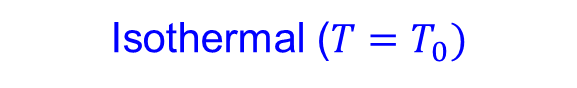 Isothermal (T = T₀)